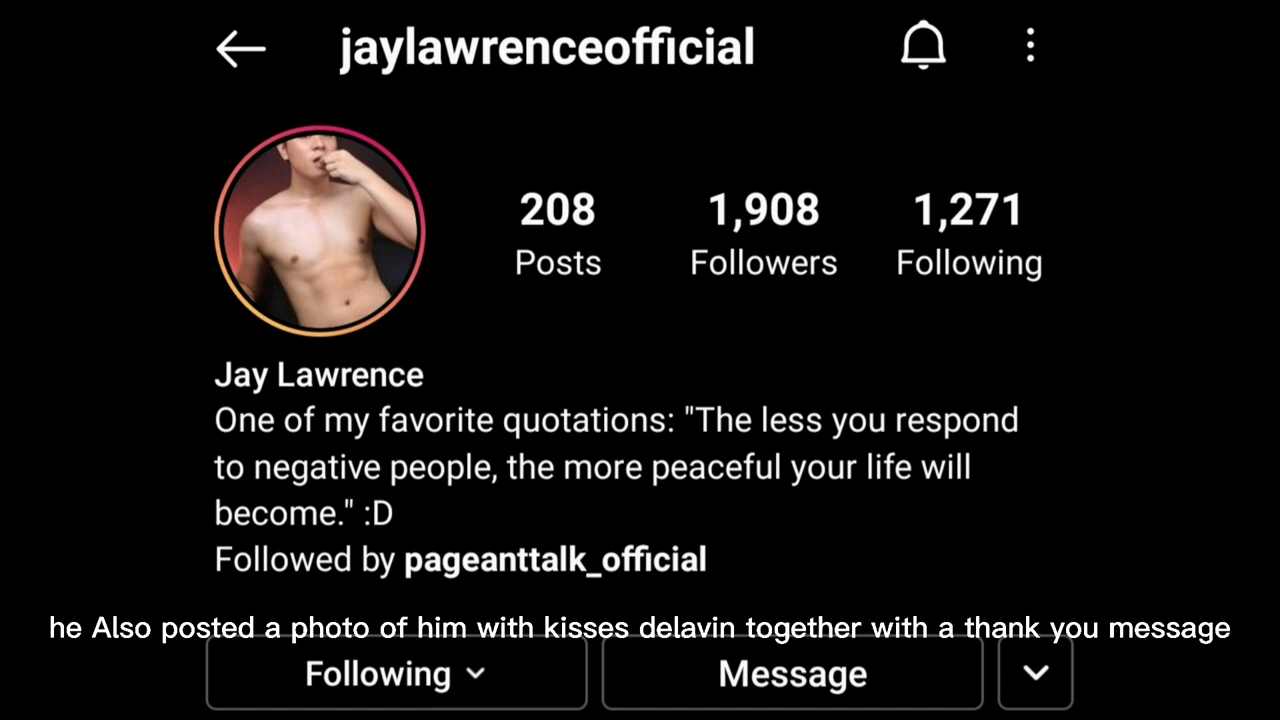 jaylawrenceofficial
208 1,908 1,271
Posts Followers Following
Jay Lawrence
One of my favorite quotations: "The less you respond
to negative people, the more peaceful your life will
become." :D
Followed by pageanttalk_official
he Also posted a photo of him with kisses delavin together with a thank you message
Following Message